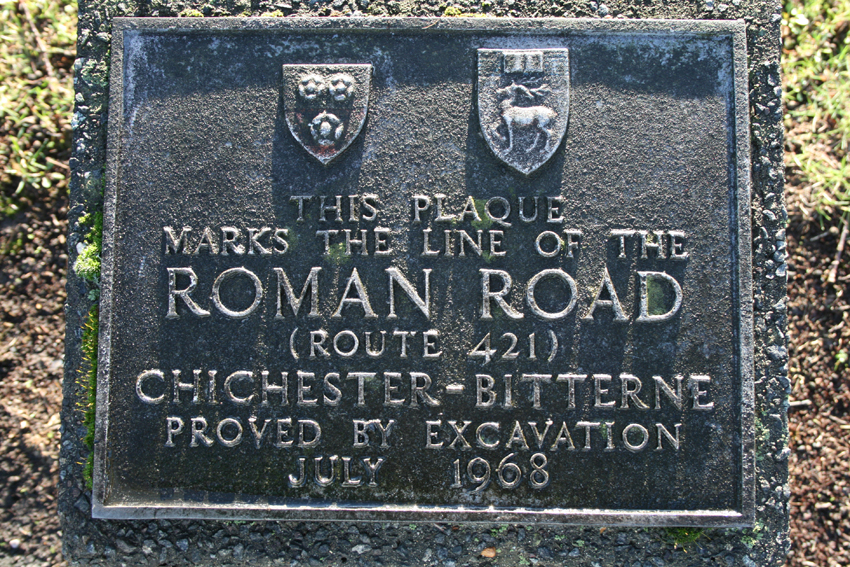 THIS PLAQUE
MARKS THE LINE OF THE
ROMAN ROAD
(ROUTE 421)
CHICHESTER-BITTERNE
PROVED BY EXCAVATION
JULY 1968